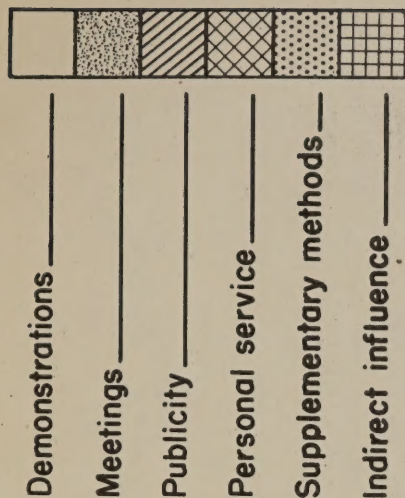 Demonstrations
Meetings
Publicity
Personal service
Supplementary methods
Indirect influence